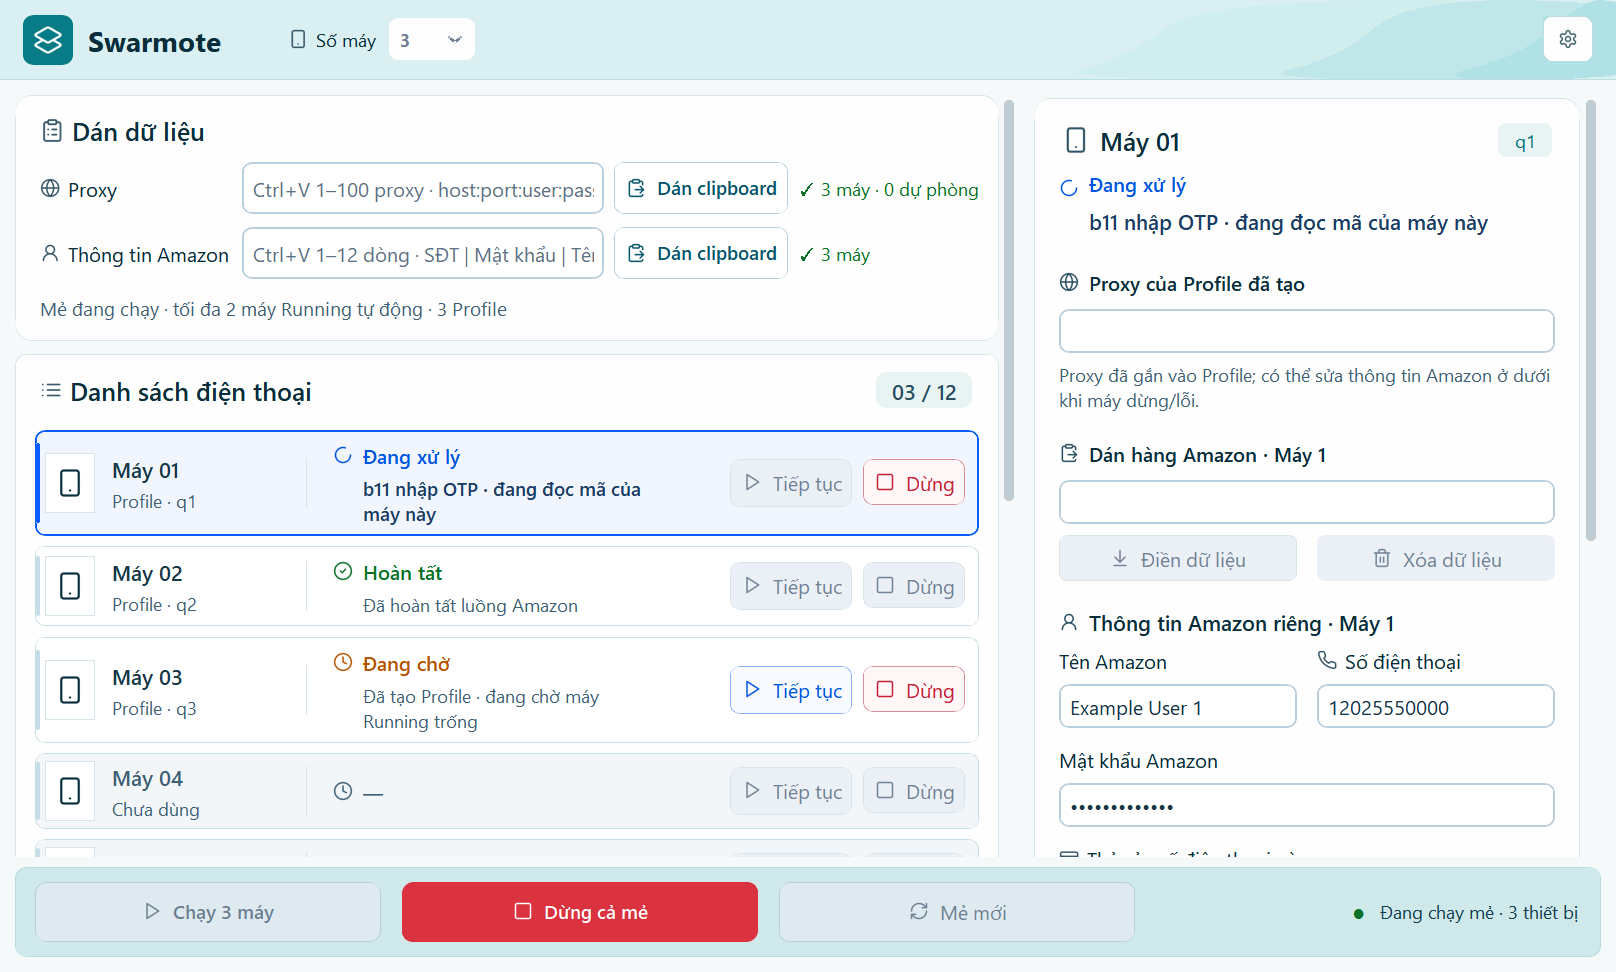 Swarmote
Số máy
3
Dán dữ liệu
Proxy
Ctrl+V 1–100 proxy · host:port:user:pas
Dán clipboard
✓ 3 máy · 0 dự phòng
Thông tin Amazon
Ctrl+V 1–12 dòng · SĐT | Mật khẩu | Tê
Dán clipboard
✓ 3 máy
Mẻ đang chạy · tối đa 2 máy Running tự động · 3 Profile
Danh sách điện thoại
03 / 12
Máy 01
Profile · q1
Đang xử lý
b11 nhập OTP · đang đọc mã của
máy này
Tiếp tục
Dừng
Máy 02
Profile · q2
Hoàn tất
Đã hoàn tất luồng Amazon
Tiếp tục
Dừng
Máy 03
Profile · q3
Đang chờ
Đã tạo Profile · đang chờ máy
Running trống
Tiếp tục
Dừng
Máy 04
Chưa dùng
—
Tiếp tục
Dừng
Máy 01
q1
Đang xử lý
b11 nhập OTP · đang đọc mã của máy này
Proxy của Profile đã tạo
Proxy đã gắn vào Profile; có thể sửa thông tin Amazon ở dưới
khi máy dừng/lỗi.
Dán hàng Amazon · Máy 1
Điền dữ liệu
Xóa dữ liệu
Thông tin Amazon riêng · Máy 1
Tên Amazon
Số điện thoại
Example User 1
12025550000
Mật khẩu Amazon
•••••••••••••
Chạy 3 máy
Dừng cả mẻ
Mẻ mới
Đang chạy mẻ · 3 thiết bị